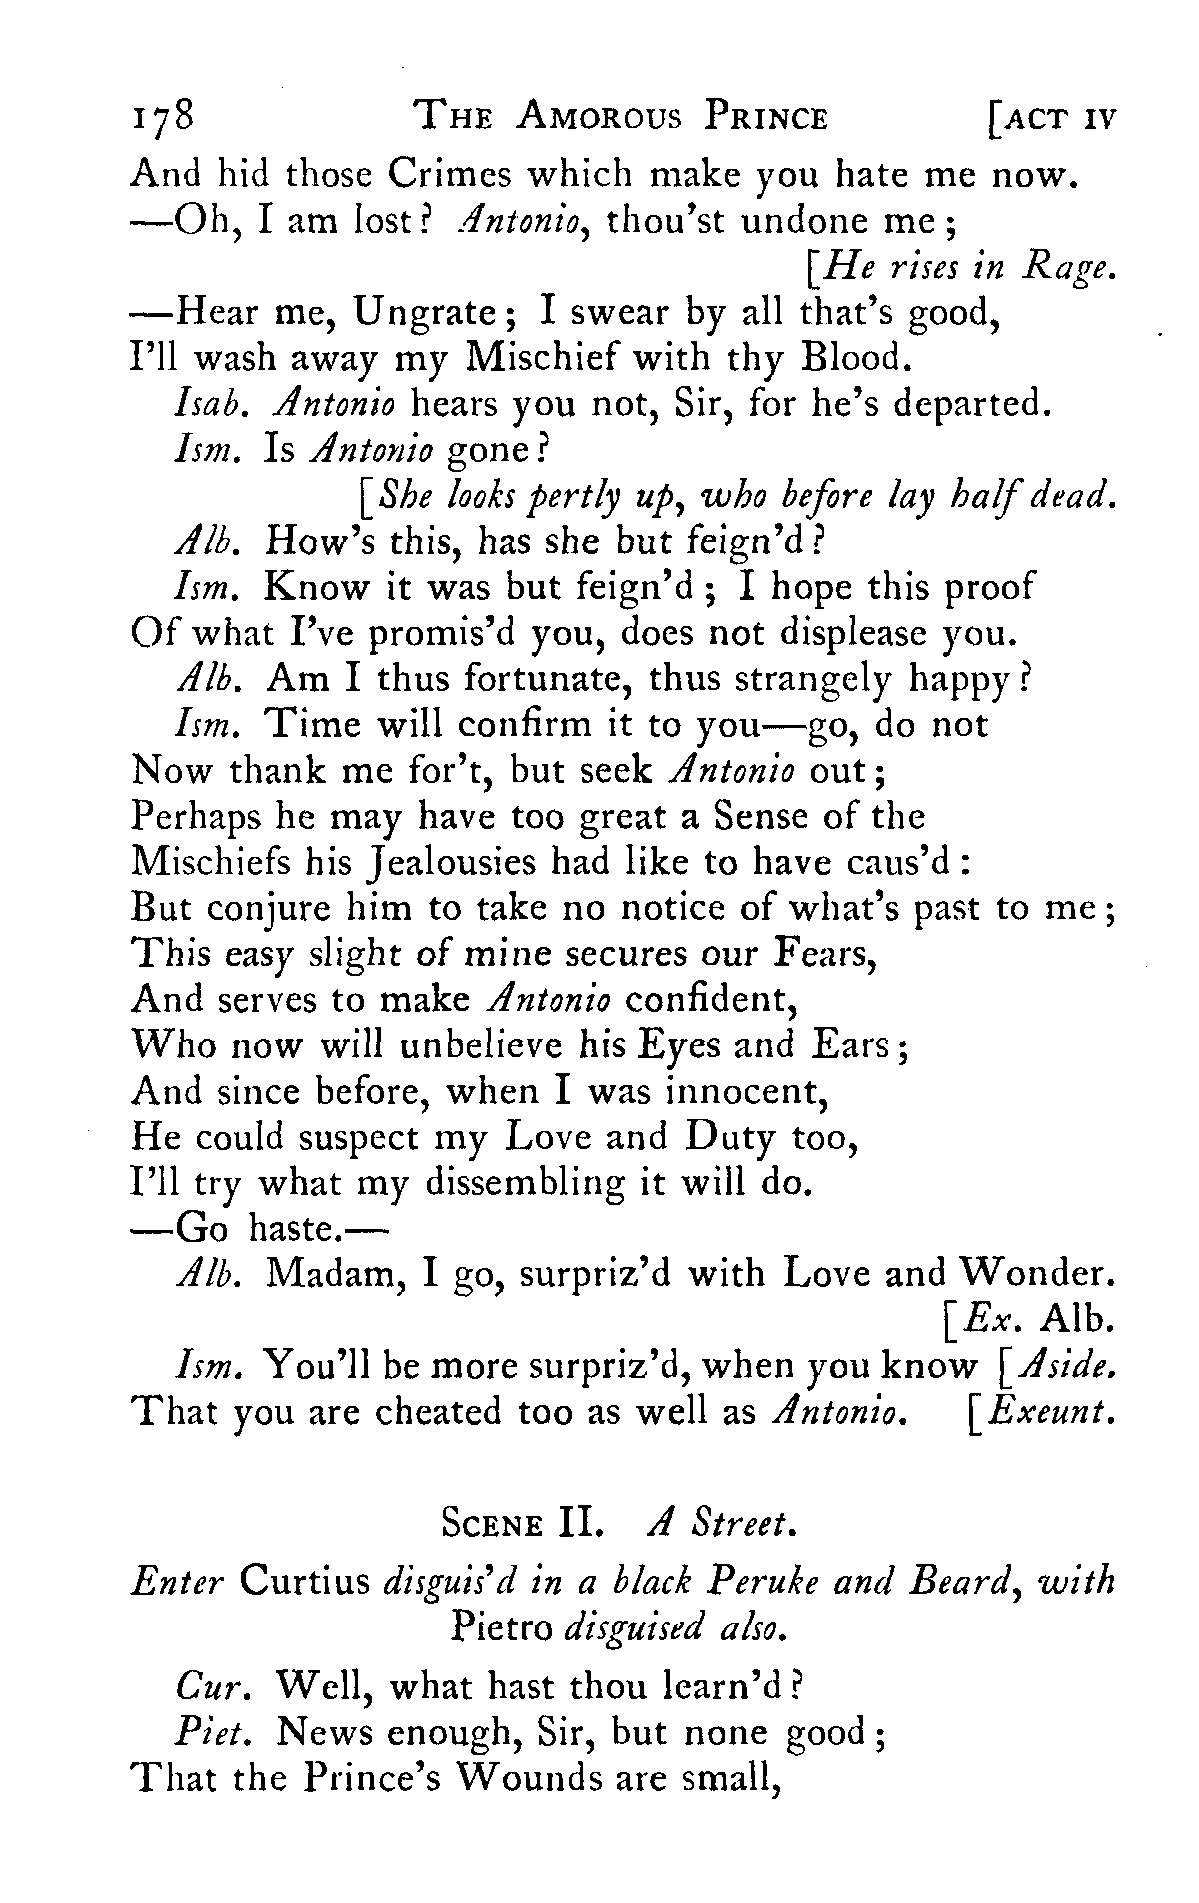 178 The Amorous Prince [act iv
And hid those Crimes which make you hate me now.
—Oh, I am lost? Antonio, thou'st undone me;
[He rises in Rage.
—Hear me, Ungrate; I swear by all that's good,
I'll wash away my Mischief with thy Blood.
Isab. Antonio hears you not, Sir, for he's departed.
Ism. Is Antonio gone?
[She looks pertly up, who before lay half dead.
Alb. How's this, has she but feign'd?
Ism. Know it was but feign'd; I hope this proof
Of what I've promis'd you, does not displease you.
Alb. Am I thus fortunate, thus strangely happy?
Ism. Time will confirm it to you—go, do not
Now thank me for't, but seek Antonio out;
Perhaps he may have too great a Sense of the
Mischiefs his Jealousies had like to have caus'd:
But conjure him to take no notice of what's past to me;
This easy slight of mine secures our Fears,
And serves to make Antonio confident,
Who now will unbelieve his Eyes and Ears;
And since before, when I was innocent,
He could suspect my Love and Duty too,
I'll try what my dissembling it will do.
—Go haste.—
Alb. Madam, I go, surpriz'd with Love and Wonder.
[Ex. Alb.
Ism. You'll be more surpriz'd, when you know [Aside.
That you are cheated too as well as Antonio. [Exeunt.
Scene II. A Street.
Enter Curtius disguis'd in a black Peruke and Beard, with
Pietro disguised also.
Cur. Well, what hast thou learn'd?
Piet. News enough, Sir, but none good;
That the Prince's Wounds are small,